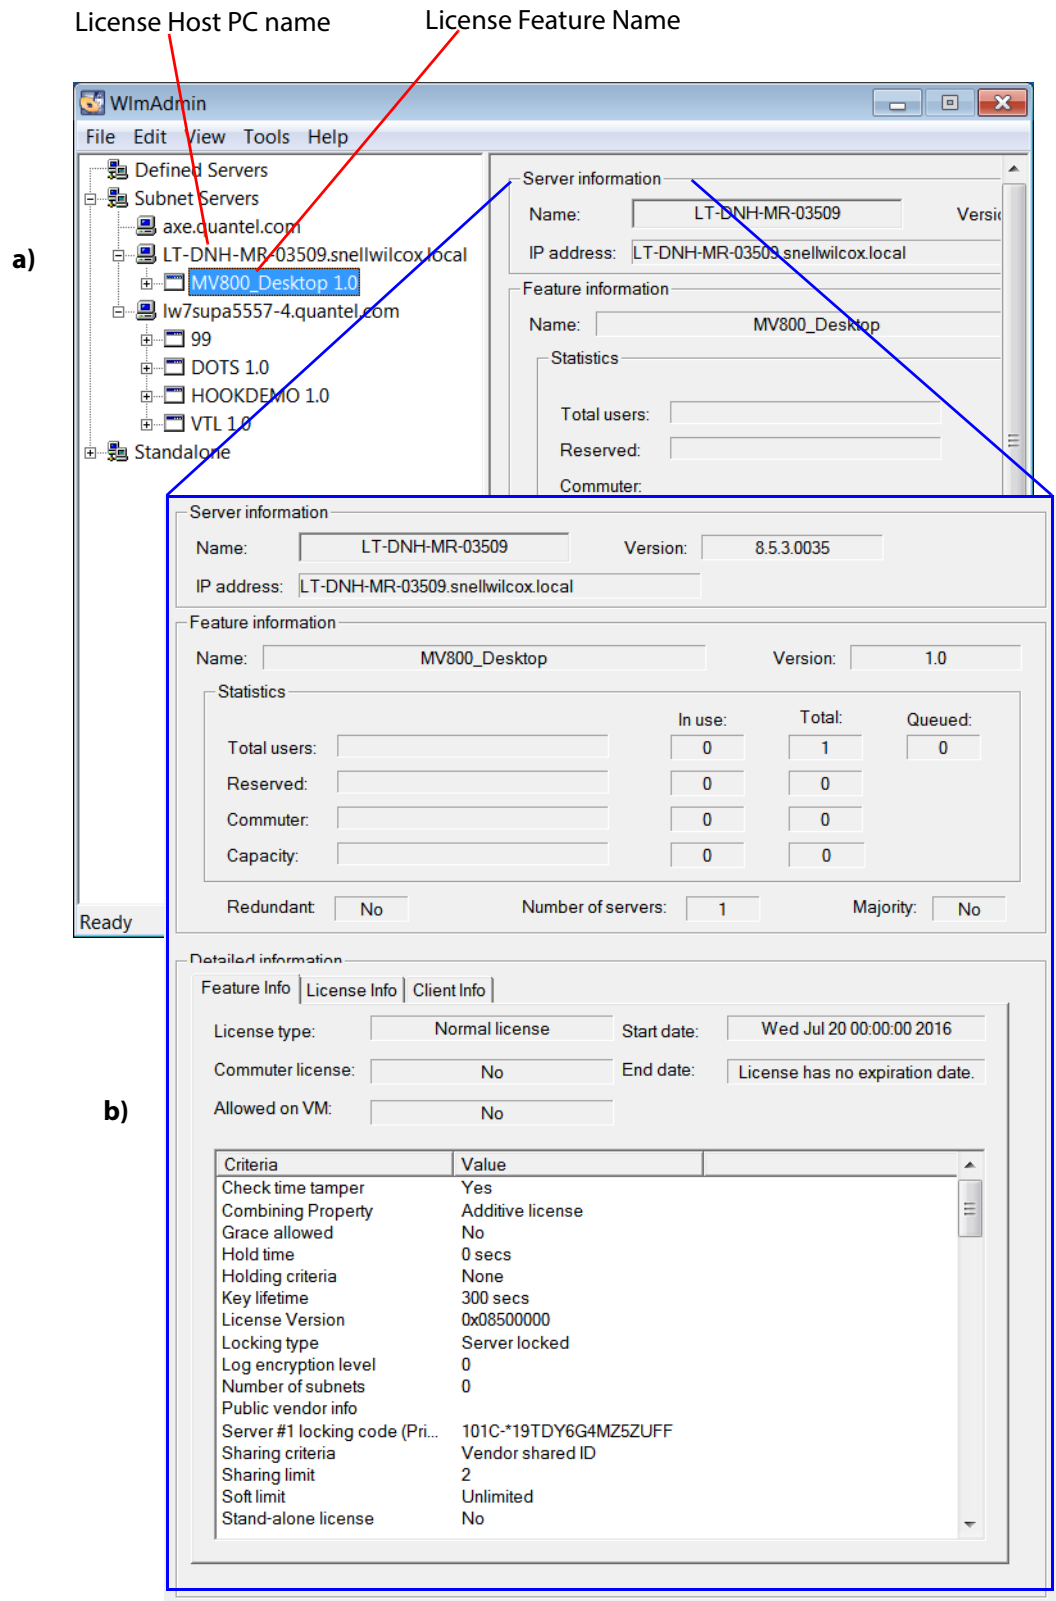 License Host PC name
License Feature Name
WlmAdmin
File Edit View Tools Help
a)
Defined Servers
Subnet Servers
axe.quantel.com
LT-DNH-MR-03509.snellwilcox.local
MV800_Desktop 1.0
lw7supa5557-4.quantel.com
99
DOTS 1.0
HOOKDEMO 1.0
VTL 1.0
Standalone
Ready
Server information
Name: LT-DNH-MR-03509 Versio
IP address: LT-DNH-MR-03509.snellwilcox.local
Feature information
Name: MV800_Desktop
Statistics
Total users:
Reserved:
Commuter:
b)
Server information
Name: LT-DNH-MR-03509 Version: 8.5.3.0035
IP address: LT-DNH-MR-03509.snellwilcox.local
Feature information
Name: MV800_Desktop Version: 1.0
Statistics
In use: Total: Queued:
Total users: 0 1 0
Reserved: 0 0
Commuter: 0 0
Capacity: 0 0
Redundant: No Number of servers: 1 Majority: No
Detailed information
Feature Info License Info Client Info
License type: Normal license Start date: Wed Jul 20 00:00:00 2016
Commuter license: No End date: License has no expiration date.
Allowed on VM: No
Criteria Value
Check time tamper Yes
Combining Property Additive license
Grace allowed No
Hold time 0 secs
Holding criteria None
Key lifetime 300 secs
License Version 0x08500000
Locking type Server locked
Log encryption level 0
Number of subnets 0
Public vendor info
Server #1 locking code (Pri... 101C-*19TDY6G4MZ5ZUFF
Sharing criteria Vendor shared ID
Sharing limit 2
Soft limit Unlimited
Stand-alone license No